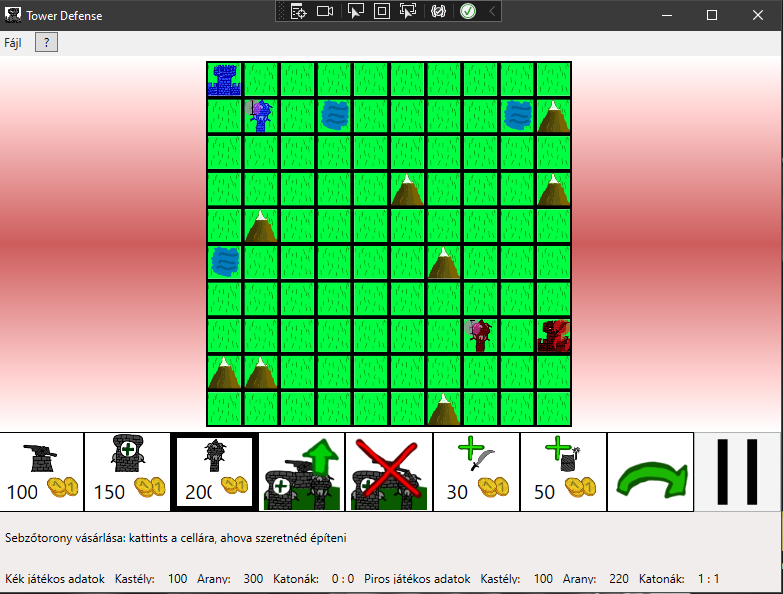 Tower Defense
Fájl ?
100 150 200 30 50
Sebzőtorony vásárlása: kattints a cellára, ahova szeretnéd építeni
Kék játékos adatok Kastély: 100 Arany: 300 Katonák: 0 : 0 Piros játékos adatok Kastély: 100 Arany: 220 Katonák: 1 : 1